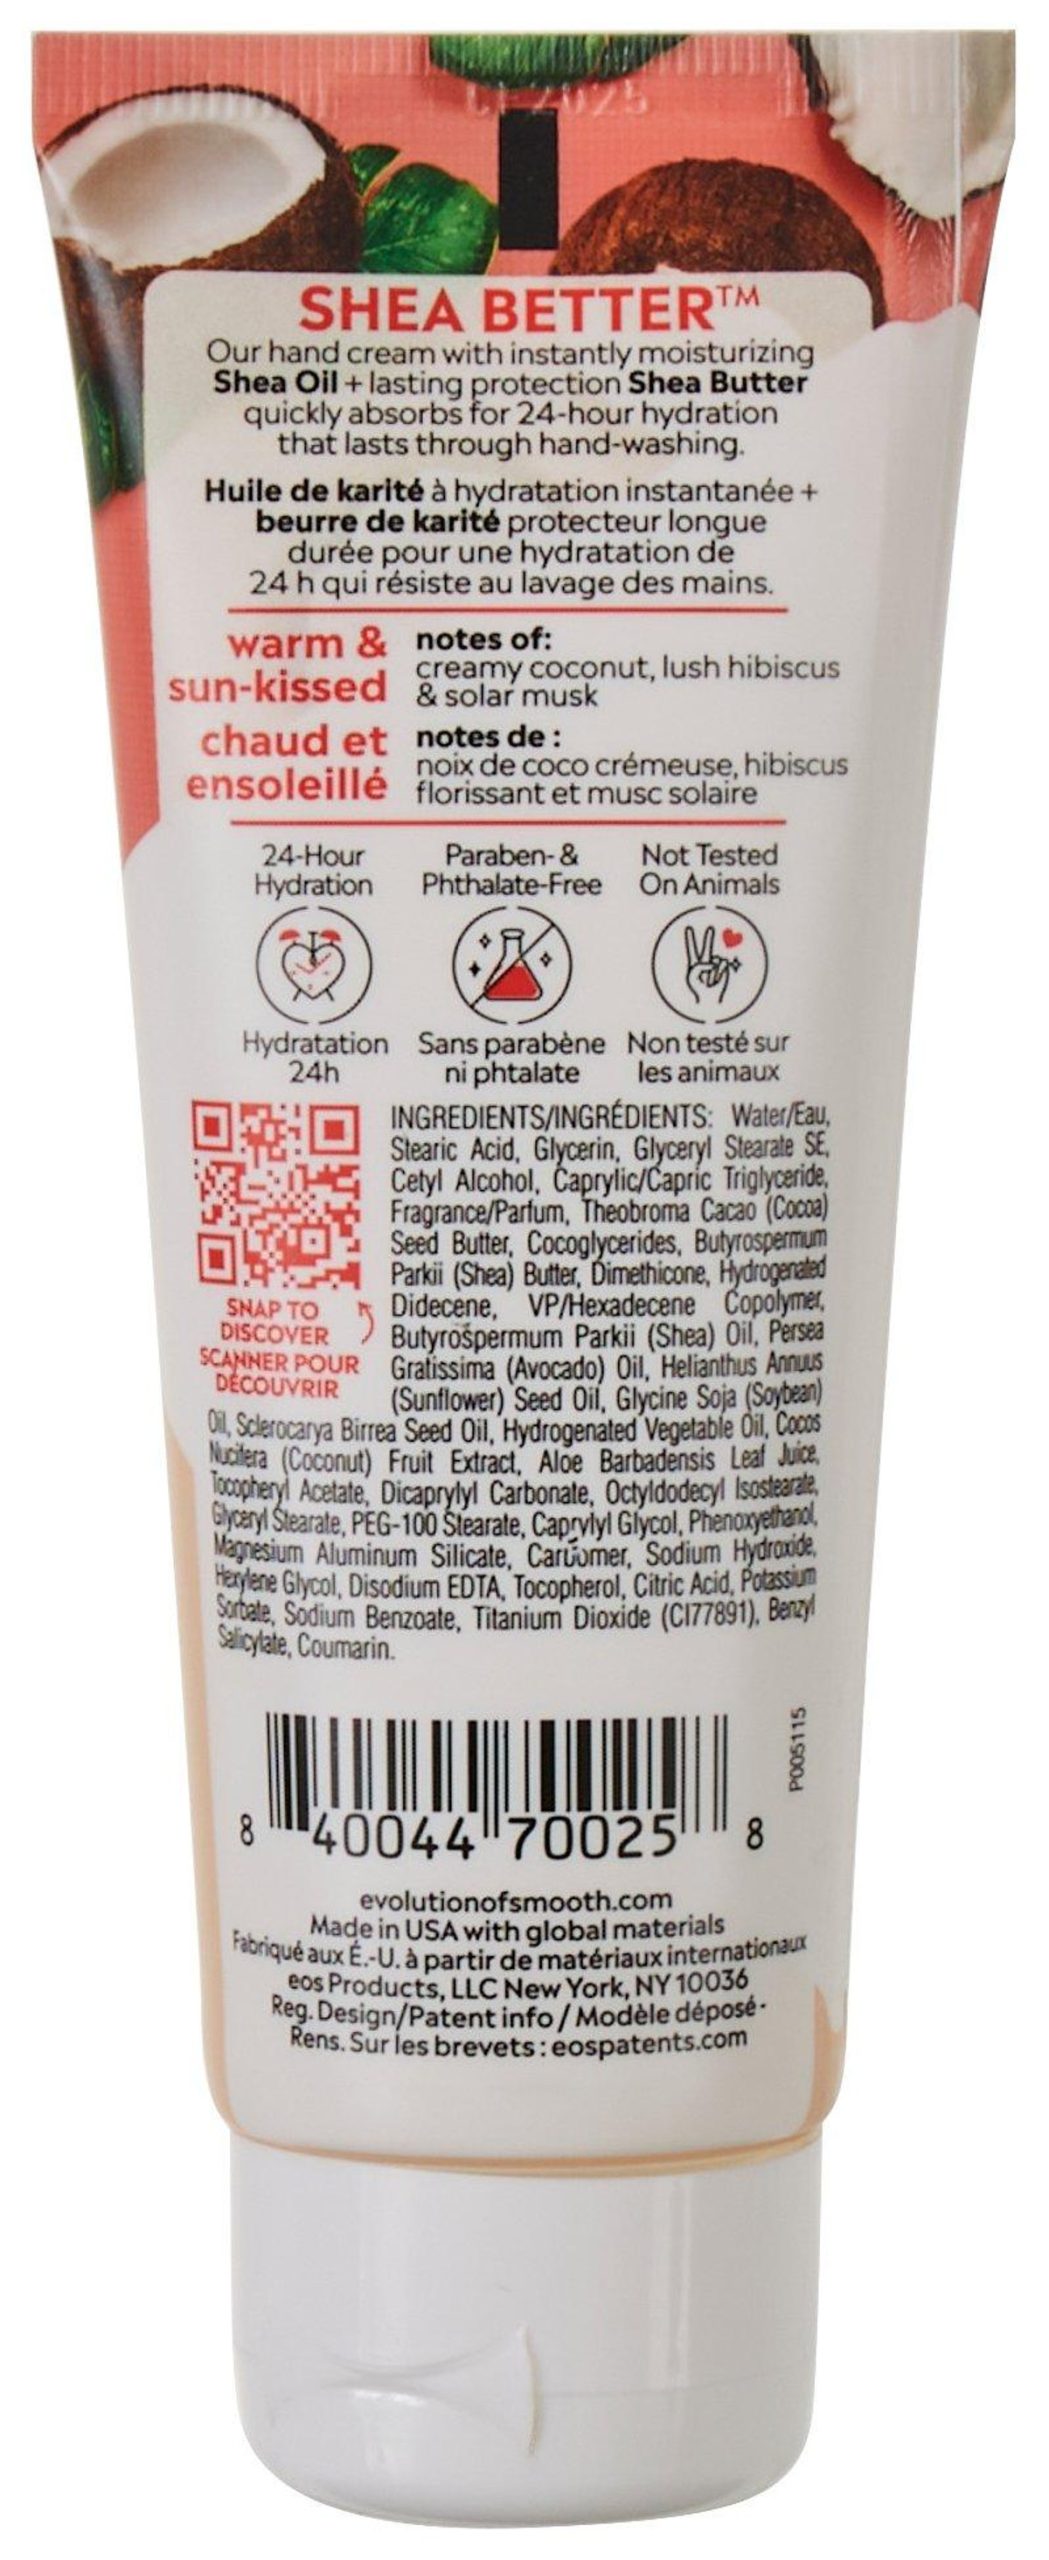 2025
SHEA BETTER™
Our hand cream with instantly moisturizing
Shea Oil + lasting protection Shea Butter
quickly absorbs for 24-hour hydration
that lasts through hand-washing.
Huile de karité à hydratation instantanée +
beurre de karité protecteur longue
durée pour une hydratation de
24 h qui résiste au lavage des mains.
warm &
sun-kissed
notes of:
creamy coconut, lush hibiscus
& solar musk
chaud et
ensoleillé
notes de :
noix de coco crémeuse, hibiscus
florissant et musc solaire
24-Hour
Hydration
Paraben- &
Phthalate-Free
Not Tested
On Animals
Hydratation
24h
Sans parabène
ni phtalate
Non testé sur
les animaux
SNAP TO
DISCOVER
SCANNER POUR
DÉCOUVRIR
INGREDIENTS/INGRÉDIENTS: Water/Eau,
Stearic Acid, Glycerin, Glyceryl Stearate SE,
Cetyl Alcohol, Caprylic/Capric Triglyceride,
Fragrance/Parfum, Theobroma Cacao (Cocoa)
Seed Butter, Cocoglycerides, Butyrospermum
Parkii (Shea) Butter, Dimethicone, Hydrogenated
Didecene, VP/Hexadecene Copolymer,
Butyrospermum Parkii (Shea) Oil, Persea
Gratissima (Avocado) Oil, Helianthus Annuus
(Sunflower) Seed Oil, Glycine Soja (Soybean)
Oil, Sclerocarya Birrea Seed Oil, Hydrogenated Vegetable Oil, Cocos
Nucifera (Coconut) Fruit Extract, Aloe Barbadensis Leaf Juice,
Tocopheryl Acetate, Dicaprylyl Carbonate, Octyldodecyl Isostearate,
Glyceryl Stearate, PEG-100 Stearate, Caprylyl Glycol, Phenoxyethanol,
Magnesium Aluminum Silicate, Carbomer, Sodium Hydroxide,
Hexylene Glycol, Disodium EDTA, Tocopherol, Citric Acid, Potassium
Sorbate, Sodium Benzoate, Titanium Dioxide (CI77891), Benzyl
Salicylate, Coumarin.
P005115
8 40044 70025 8
evolutionofsmooth.com
Made in USA with global materials
Fabriqué aux É.-U. à partir de matériaux internationaux
eos Products, LLC New York, NY 10036
Reg. Design/Patent info / Modèle déposé-
Rens. Sur les brevets : eospatents.com